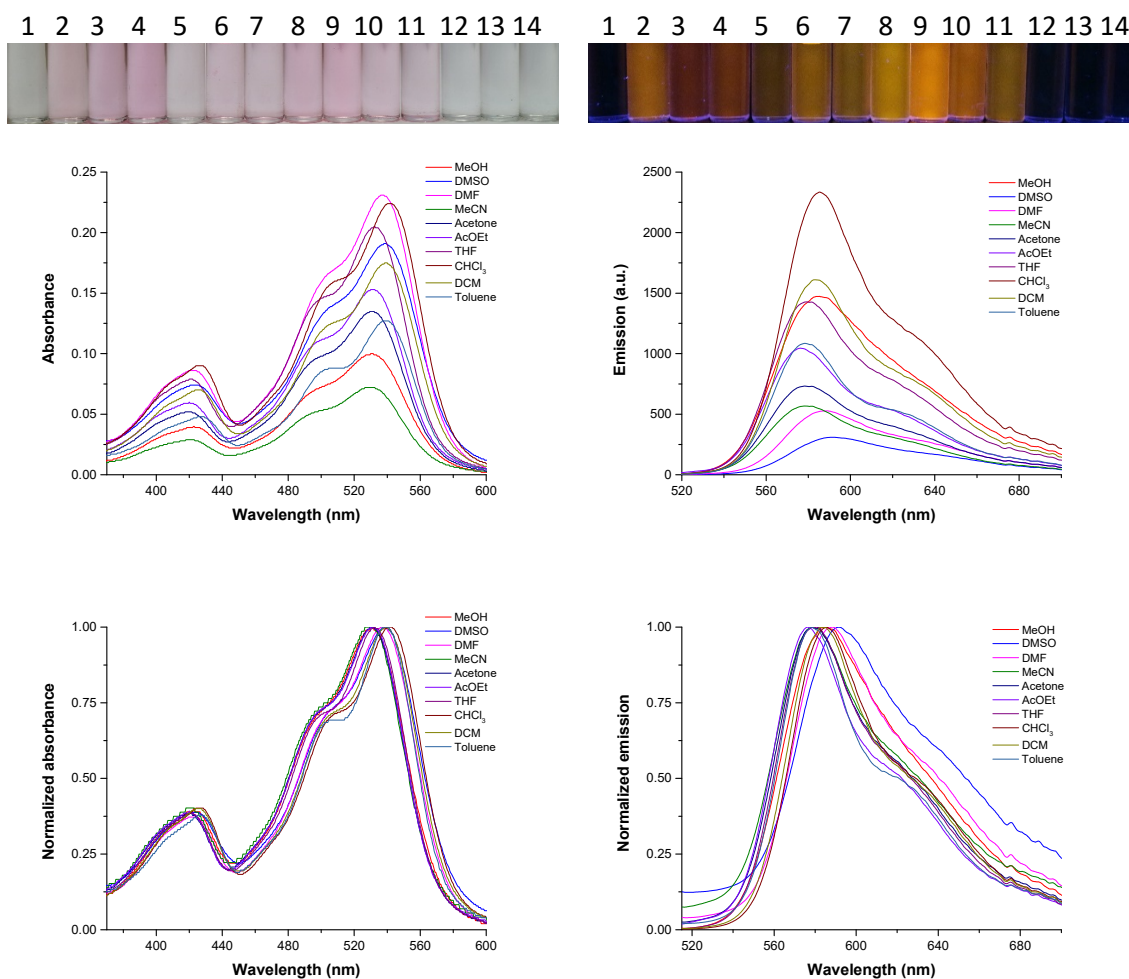 1 2 3 4 5 6 7 8 9 10 11 12 13 14
1 2 3 4 5 6 7 8 9 10 11 12 13 14
0.25
0.20
0.15
0.10
0.05
0.00
Absorbance
400 440 480 520 560 600
Wavelength (nm)
MeOH
DMSO
DMF
MeCN
Acetone
AcOEt
THF
CHCl3
DCM
Toluene
2500
2000
1500
1000
500
0
Emission (a.u.)
520 560 600 640 680
Wavelength (nm)
MeOH
DMSO
DMF
MeCN
Acetone
AcOEt
THF
CHCl3
DCM
Toluene
1.00
0.75
0.50
0.25
0.00
Normalized absorbance
400 440 480 520 560 600
Wavelength (nm)
MeOH
DMSO
DMF
MeCN
Acetone
AcOEt
THF
CHCl3
DCM
Toluene
1.00
0.75
0.50
0.25
0.00
Normalized emission
520 560 600 640 680
Wavelength (nm)
MeOH
DMSO
DMF
MeCN
Acetone
AcOEt
THF
CHCl3
DCM
Toluene